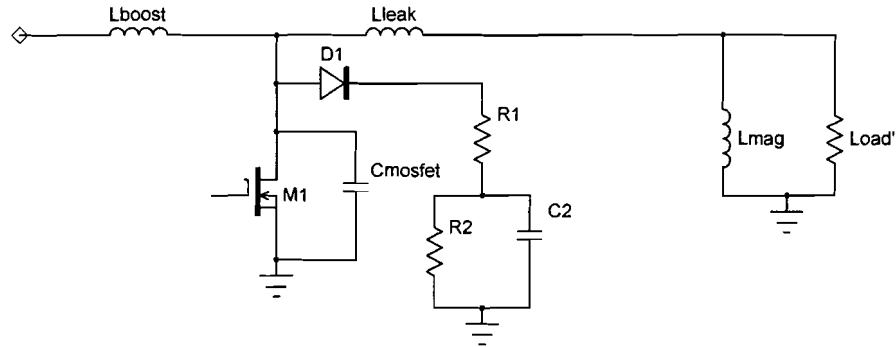 Lboost
Lleak
D1
R1
Lmag
Load'
Cmosfet
M1
R2
C2